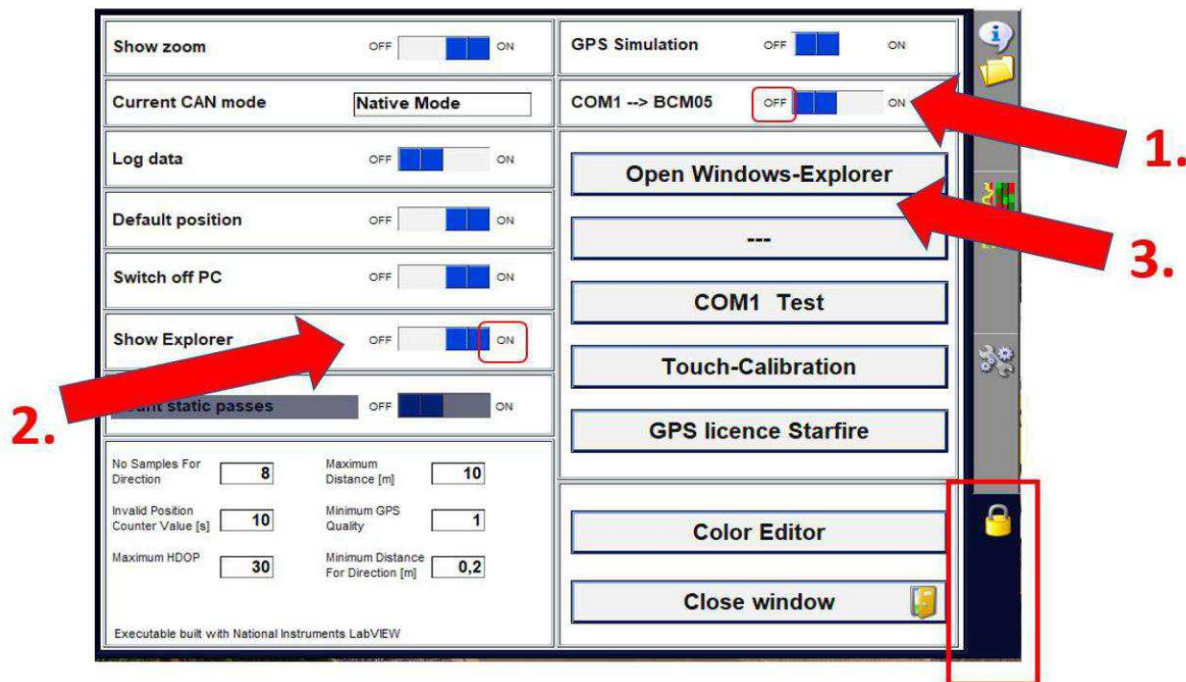 Show zoom
OFF
ON
Current CAN mode
Native Mode
Log data
OFF
ON
Default position
OFF
ON
Switch off PC
OFF
ON
Show Explorer
OFF
ON
static passes
OFF
ON
No Samples For
Direction
8
Maximum
Distance [m]
10
Invalid Position
Counter Value [s]
10
Minimum GPS
Quality
1
Maximum HDOP
30
Minimum Distance
For Direction [m]
0,2
Executable built with National Instruments LabVIEW
GPS Simulation
OFF
ON
COM1 --> BCM05
OFF
ON
Open Windows-Explorer
---
COM1 Test
Touch-Calibration
GPS licence Starfire
Color Editor
Close window
1.
2.
3.